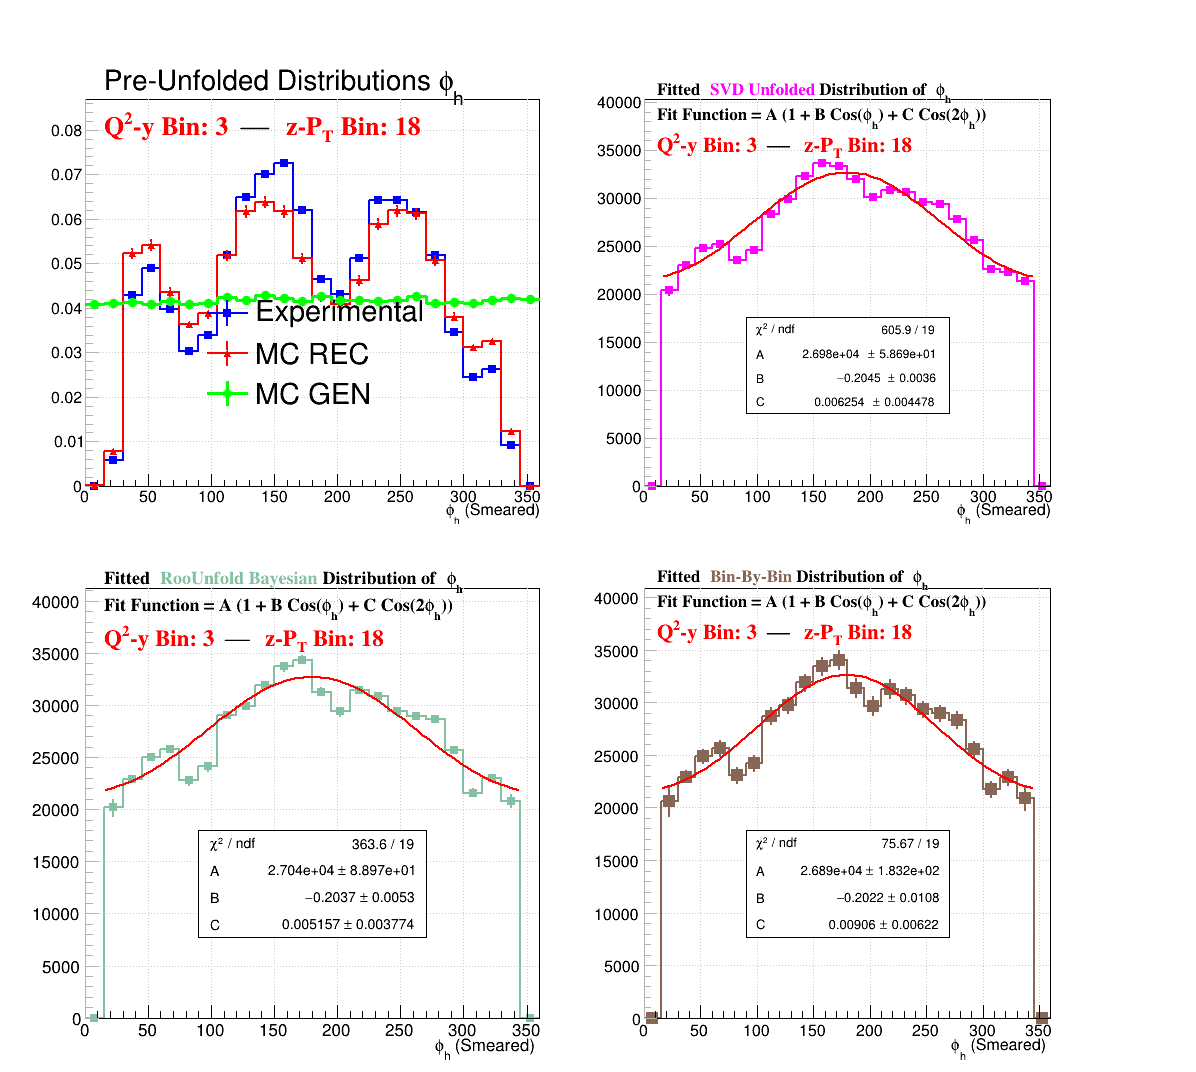 Pre-Unfolded Distributions ϕh
Q²-y Bin: 3 — z-PT Bin: 18
0.08
0.07
0.06
0.05
0.04
0.03
0.02
0.01
0
Experimental
MC REC
MC GEN
0 50 100 150 200 250 300 350
ϕh (Smeared)
Fitted SVD Unfolded Distribution of ϕh
Fit Function = A (1 + B Cos(ϕh) + C Cos(2ϕh))
Q²-y Bin: 3 — z-PT Bin: 18
40000
35000
30000
25000
20000
15000
10000
5000
0
χ² / ndf 605.9 / 19
A 2.698e+04 ± 5.869e+01
B −0.2045 ± 0.0036
C 0.006254 ± 0.004478
0 50 100 150 200 250 300 350
ϕh (Smeared)
Fitted RooUnfold Bayesian Distribution of ϕh
Fit Function = A (1 + B Cos(ϕh) + C Cos(2ϕh))
Q²-y Bin: 3 — z-PT Bin: 18
40000
35000
30000
25000
20000
15000
10000
5000
0
χ² / ndf 363.6 / 19
A 2.704e+04 ± 8.897e+01
B −0.2037 ± 0.0053
C 0.005157 ± 0.003774
0 50 100 150 200 250 300 350
ϕh (Smeared)
Fitted Bin-By-Bin Distribution of ϕh
Fit Function = A (1 + B Cos(ϕh) + C Cos(2ϕh))
Q²-y Bin: 3 — z-PT Bin: 18
40000
35000
30000
25000
20000
15000
10000
5000
0
χ² / ndf 75.67 / 19
A 2.689e+04 ± 1.832e+02
B −0.2022 ± 0.0108
C 0.00906 ± 0.00622
0 50 100 150 200 250 300 350
ϕh (Smeared)